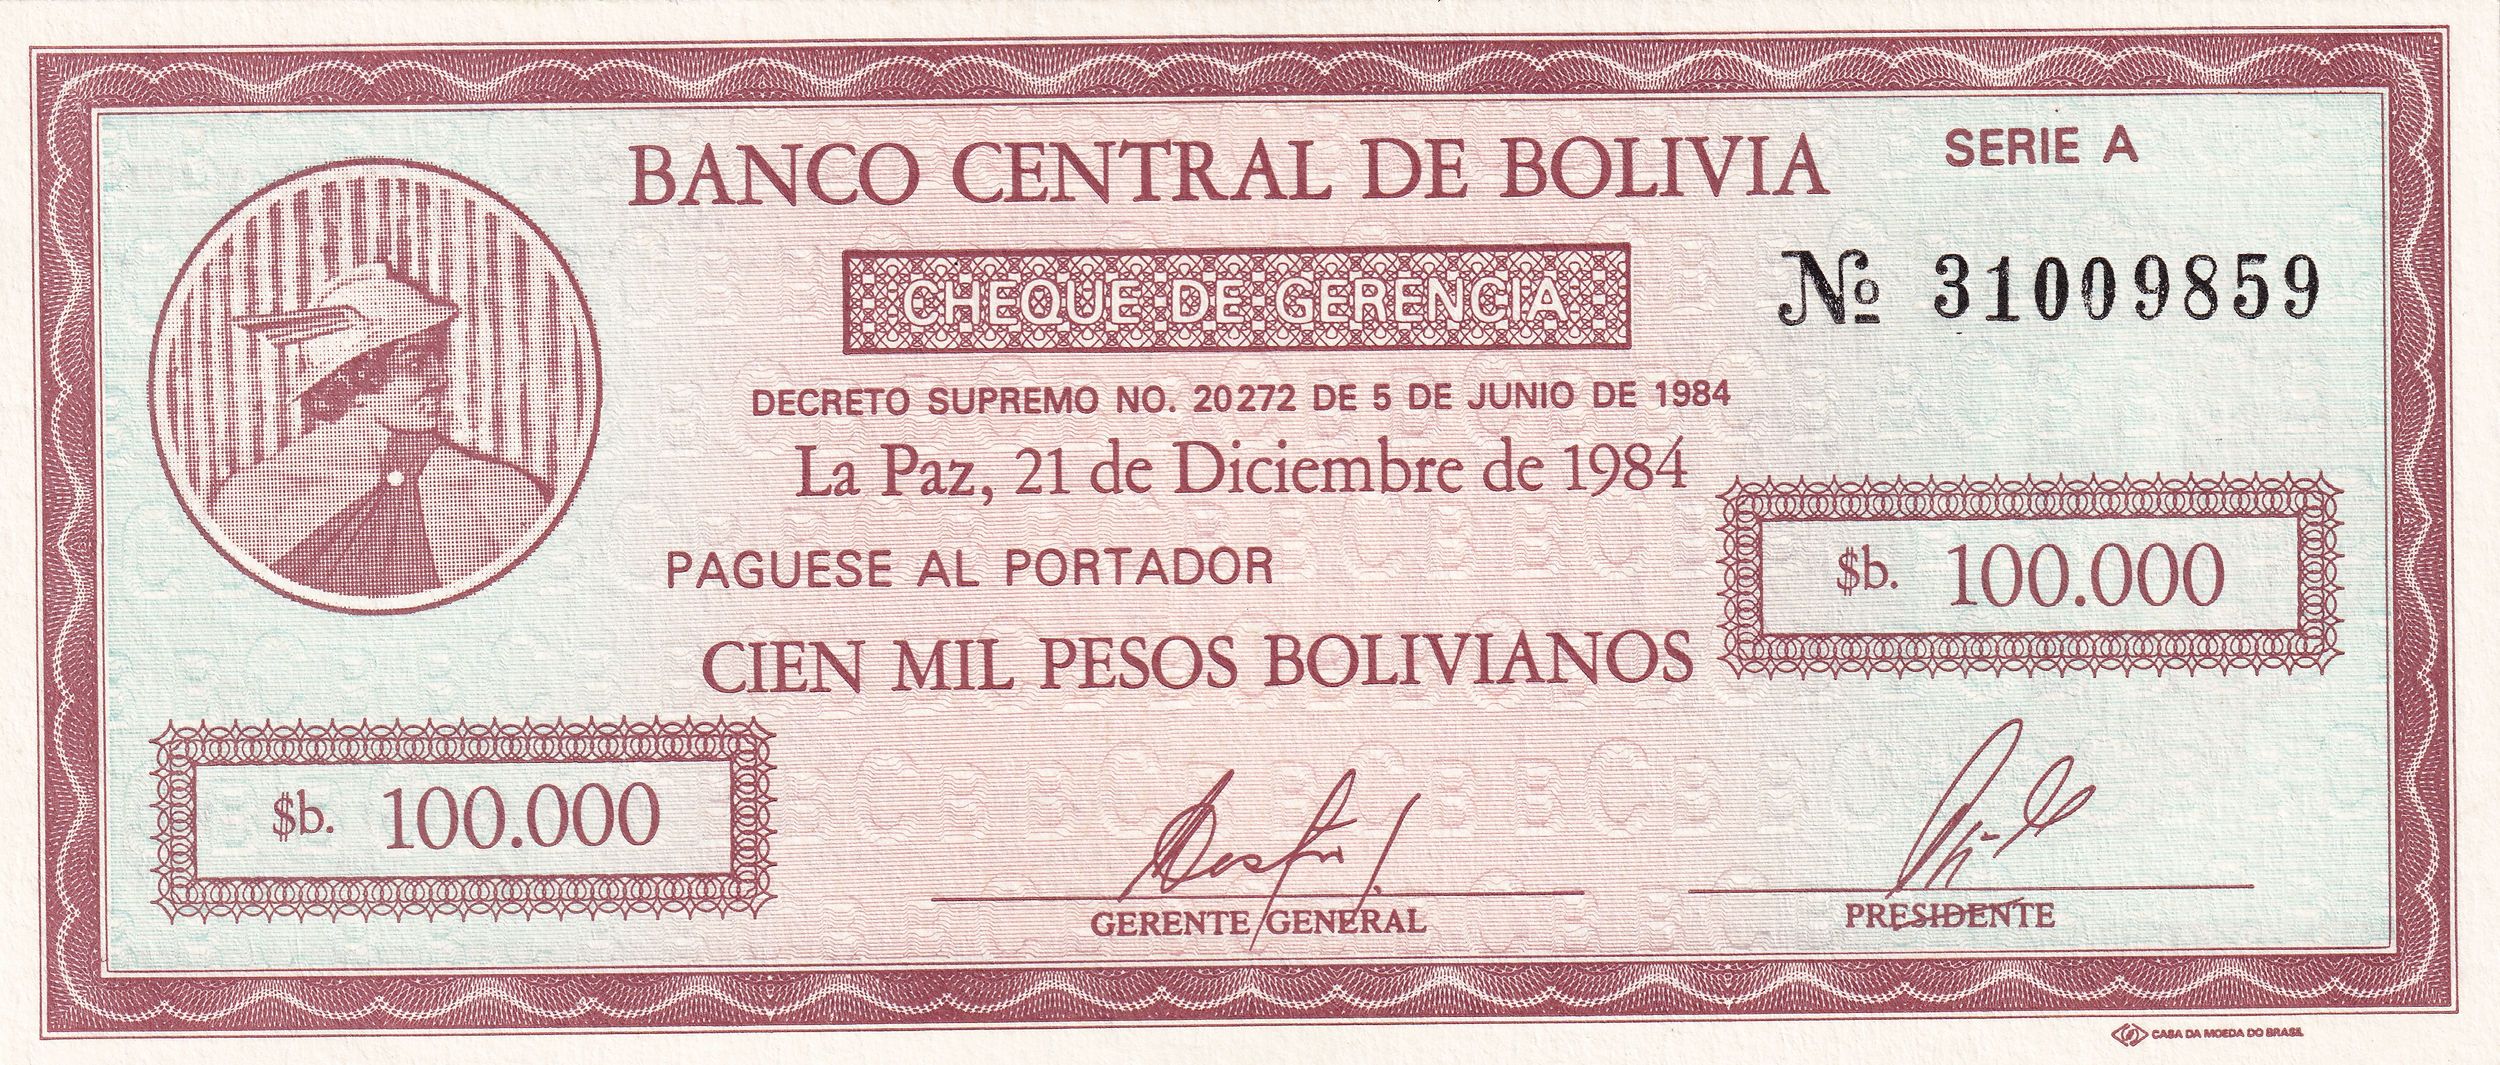 BANCO CENTRAL DE BOLIVIA
SERIE A
CHEQUE DE GERENCIA
№ 31009859
DECRETO SUPREMO NO. 20272 DE 5 DE JUNIO DE 1984
La Paz, 21 de Diciembre de 1984
PAGUESE AL PORTADOR
$b. 100.000
CIEN MIL PESOS BOLIVIANOS
$b. 100.000
GERENTE GENERAL
PRESIDENTE
CASA DA MOEDA DO BRASIL